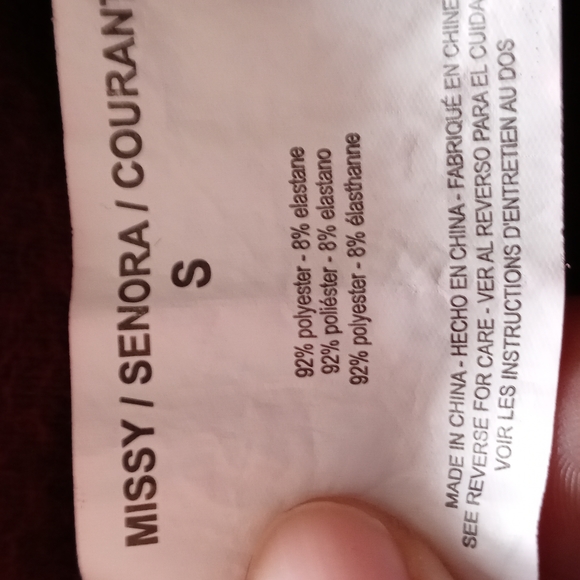 MISSY / SENORA / COURANT
S
92% polyester - 8% elastane
92% poliéster - 8% elastano
92% polyester - 8% élasthanne
MADE IN CHINA - HECHO EN CHINA - FABRIQUÉ EN CHINE
SEE REVERSE FOR CARE - VER AL REVERSO PARA EL CUIDA
VOIR LES INSTRUCTIONS D'ENTRETIEN AU DOS